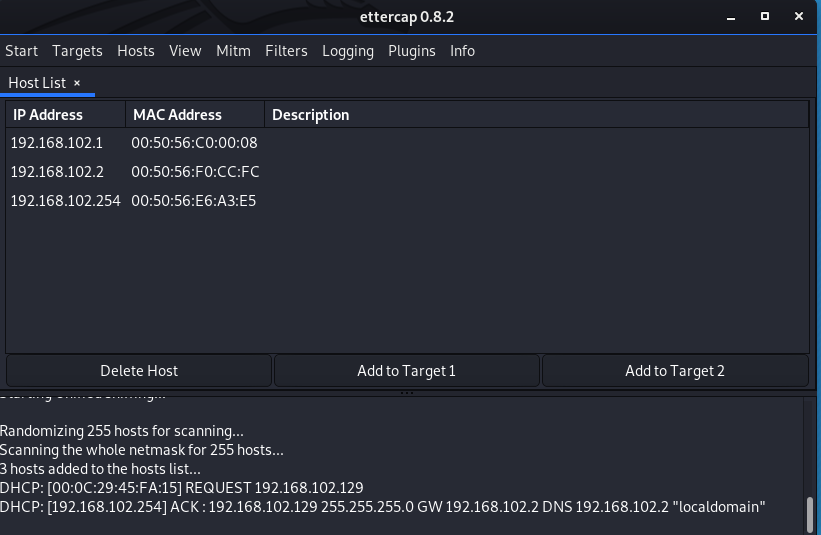 ettercap 0.8.2
Start Targets Hosts View Mitm Filters Logging Plugins Info
Host List ×
IP Address MAC Address Description
192.168.102.1 00:50:56:C0:00:08
192.168.102.2 00:50:56:F0:CC:FC
192.168.102.254 00:50:56:E6:A3:E5
Delete Host Add to Target 1 Add to Target 2
Starting Unified sniffing...
Randomizing 255 hosts for scanning...
Scanning the whole netmask for 255 hosts...
3 hosts added to the hosts list...
DHCP: [00:0C:29:45:FA:15] REQUEST 192.168.102.129
DHCP: [192.168.102.254] ACK : 192.168.102.129 255.255.255.0 GW 192.168.102.2 DNS 192.168.102.2 "localdomain"